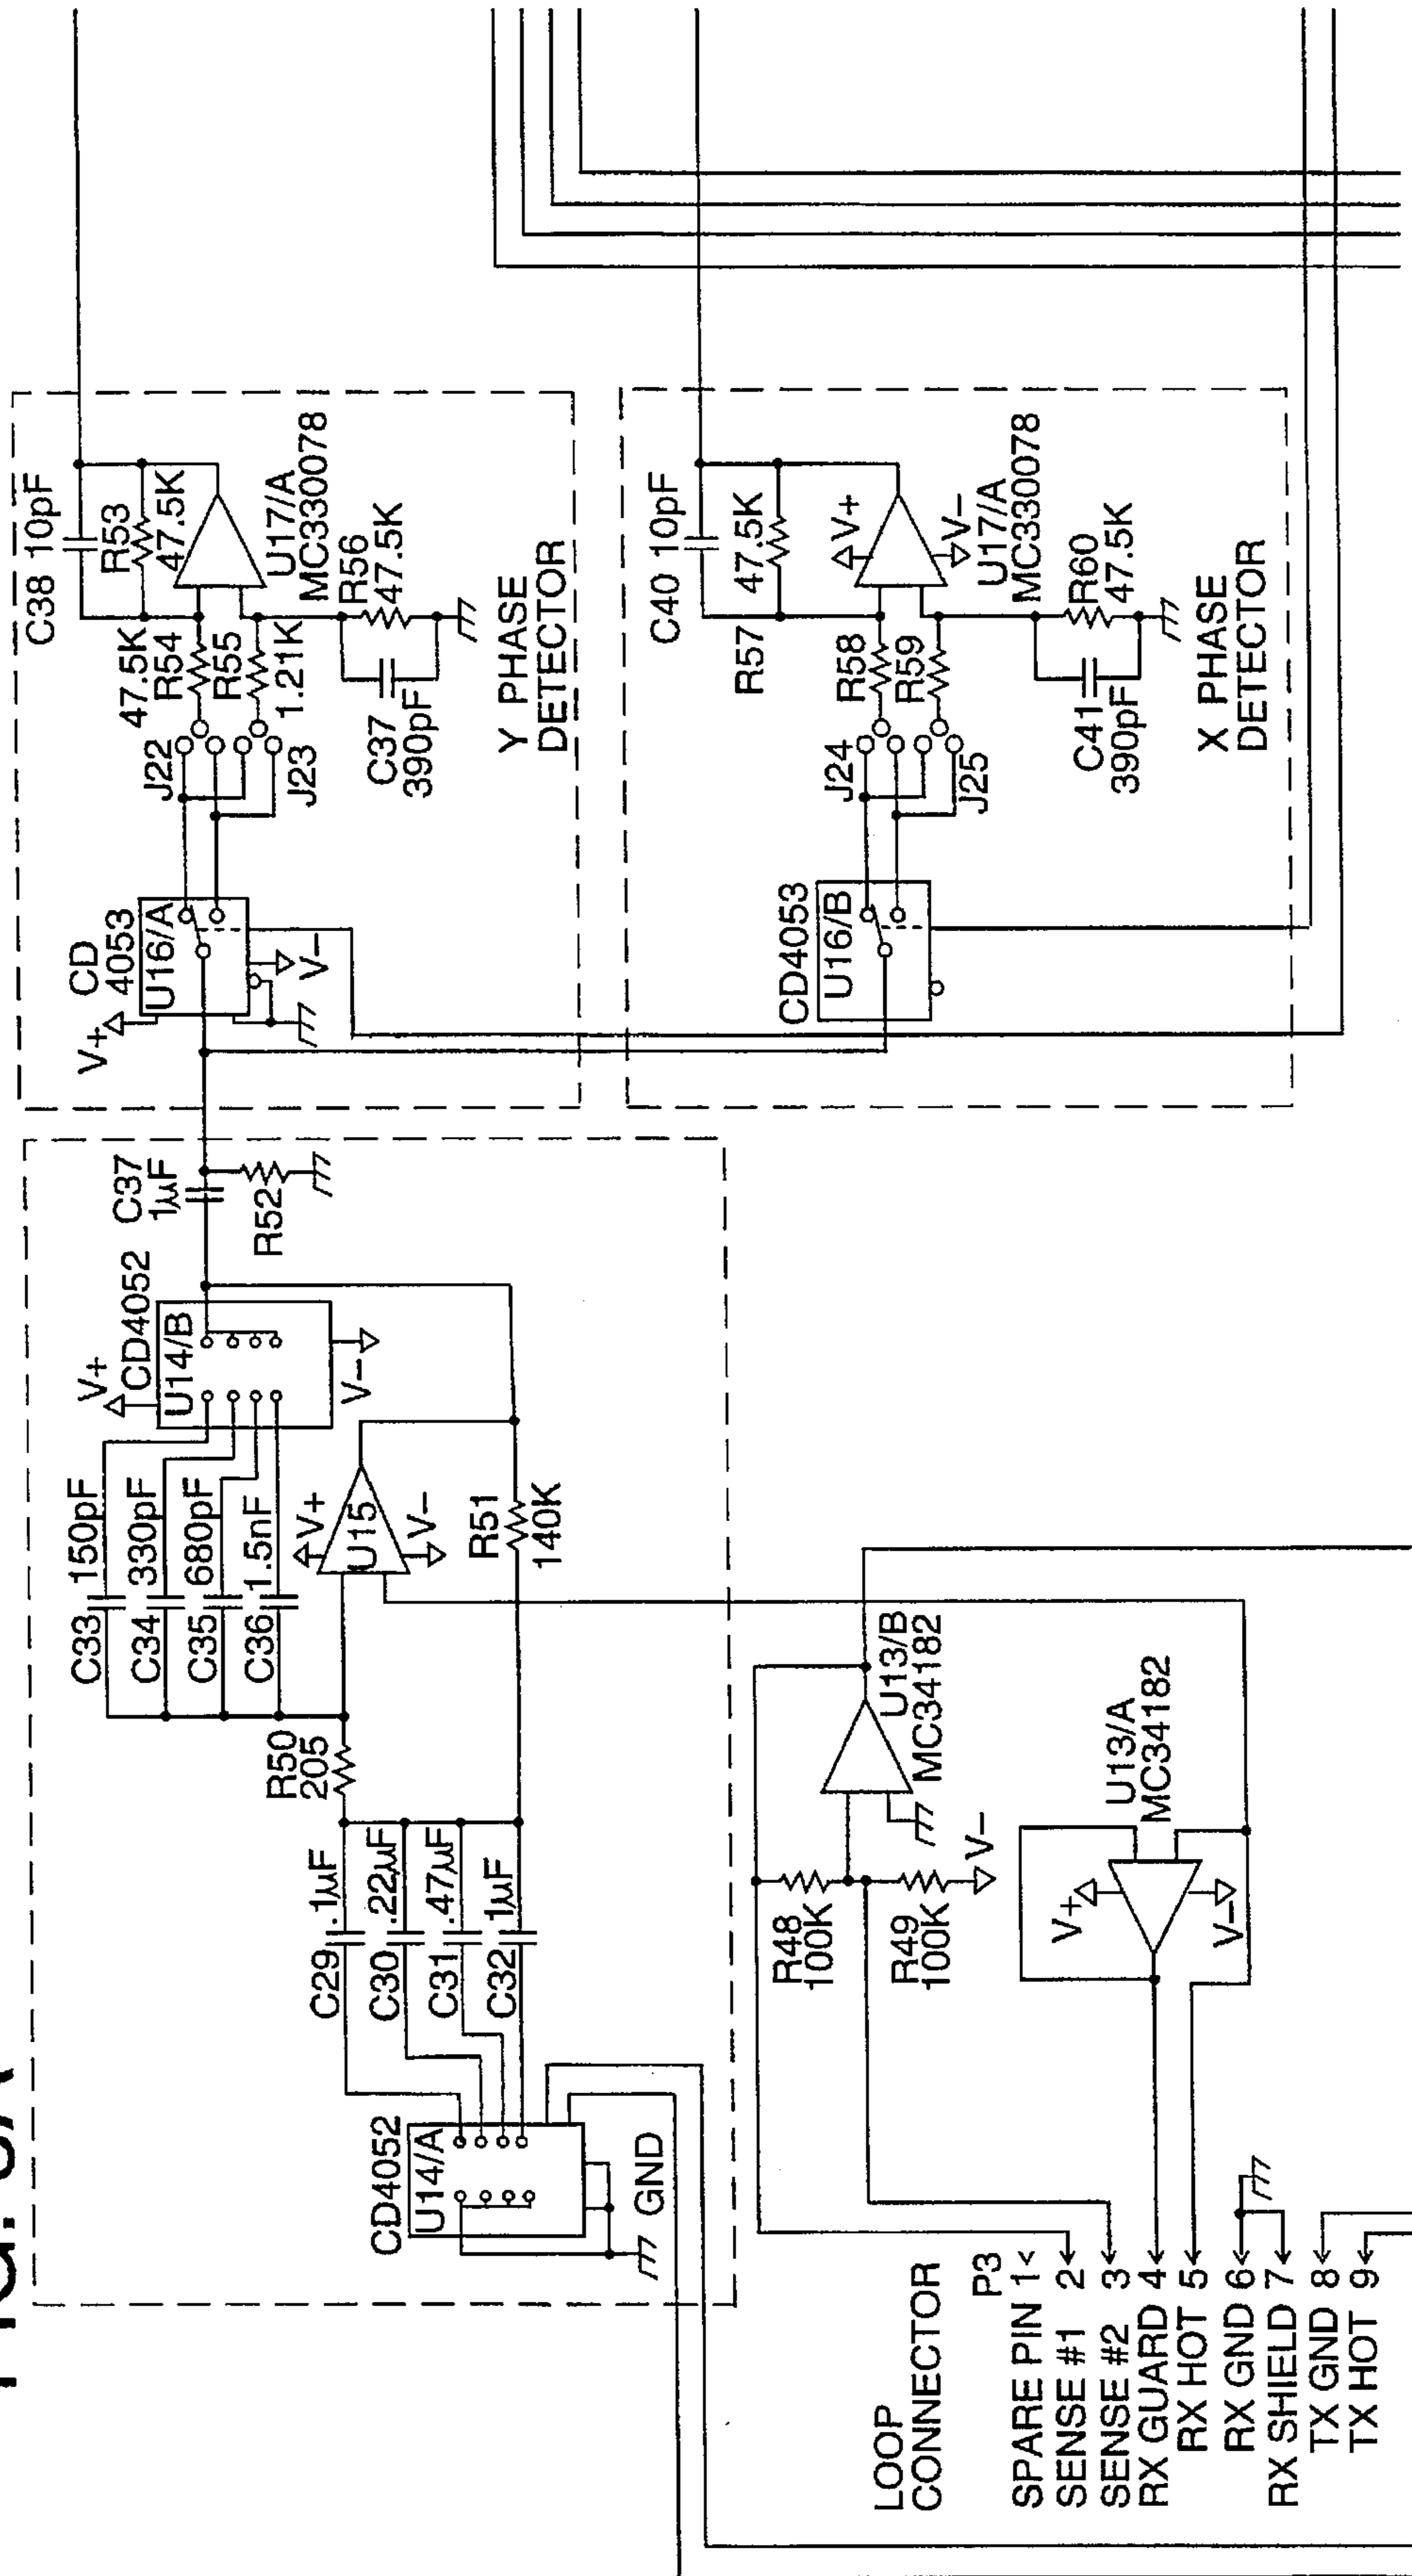 C38 10pF
R53
47.5K
47.5K
R54
R55
1.21K
J22
J23
U17/A
MC330078
R56
47.5K
C37
390pF
Y PHASE
DETECTOR
CD
4053
U16/A
V+
V-
C40 10pF
R57
47.5K
V+
V-
U17/A
MC330078
R58
R59
R60
47.5K
J24
J25
C41
390pF
X PHASE
DETECTOR
CD4053
U16/B
C37
1µF
R52
V+
CD4052
U14/B
V-
C33 150pF
C34 330pF
C35 680pF
C36 1.5nF
V+
U15
V-
R51
140K
R50
205
C29 .1µF
C30 .22µF
C31 .47µF
C32 1µF
CD4052
U14/A
GND
U13/B
MC34182
R48
100K
R49
100K
V-
U13/A
MC34182
V+
V-
LOOP
CONNECTOR
P3
SPARE PIN 1
SENSE #1 2
SENSE #2 3
RX GUARD 4
RX HOT 5
RX GND 6
RX SHIELD 7
TX GND 8
TX HOT 9